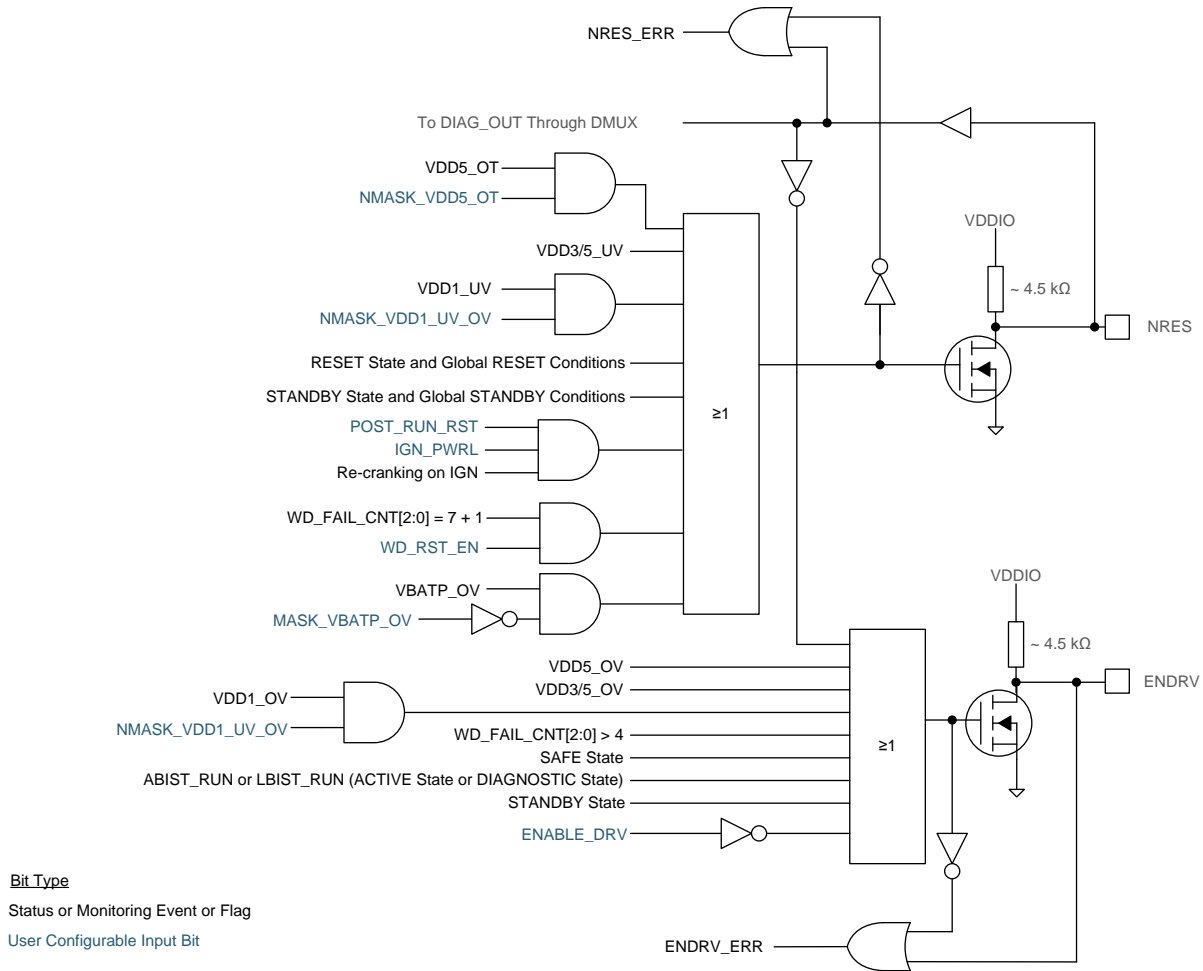 NRES_ERR
To DIAG_OUT Through DMUX
VDD5_OT
NMASK_VDD5_OT
VDD3/5_UV
VDD1_UV
NMASK_VDD1_UV_OV
RESET State and Global RESET Conditions
STANDBY State and Global STANDBY Conditions
POST_RUN_RST
IGN_PWRL
Re-cranking on IGN
WD_FAIL_CNT[2:0] = 7 + 1
WD_RST_EN
VBATP_OV
MASK_VBATP_OV
≥1
VDDIO
~ 4.5 kΩ
NRES
VDD5_OV
VDD3/5_OV
VDD1_OV
NMASK_VDD1_UV_OV
WD_FAIL_CNT[2:0] > 4
SAFE State
ABIST_RUN or LBIST_RUN (ACTIVE State or DIAGNOSTIC State)
STANDBY State
ENABLE_DRV
≥1
VDDIO
~ 4.5 kΩ
ENDRV
ENDRV_ERR
Bit Type
Status or Monitoring Event or Flag
User Configurable Input Bit